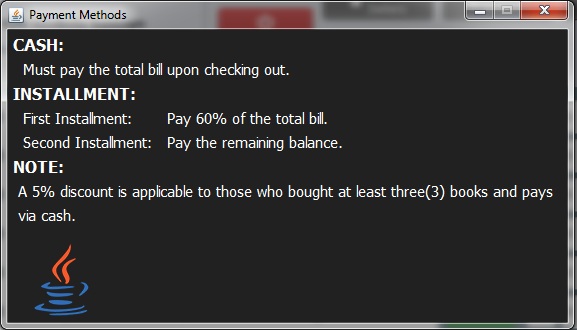 Payment Methods
CASH:
Must pay the total bill upon checking out.
INSTALLMENT:
First Installment: Pay 60% of the total bill.
Second Installment: Pay the remaining balance.
NOTE:
A 5% discount is applicable to those who bought at least three(3) books and pays
via cash.